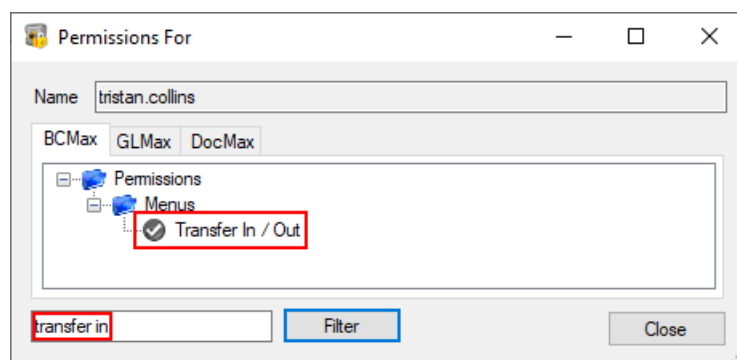 Permissions For
Name tristan.collins
BCMax GLMax DocMax
Permissions
Menus
Transfer In / Out
transfer in Filter Close